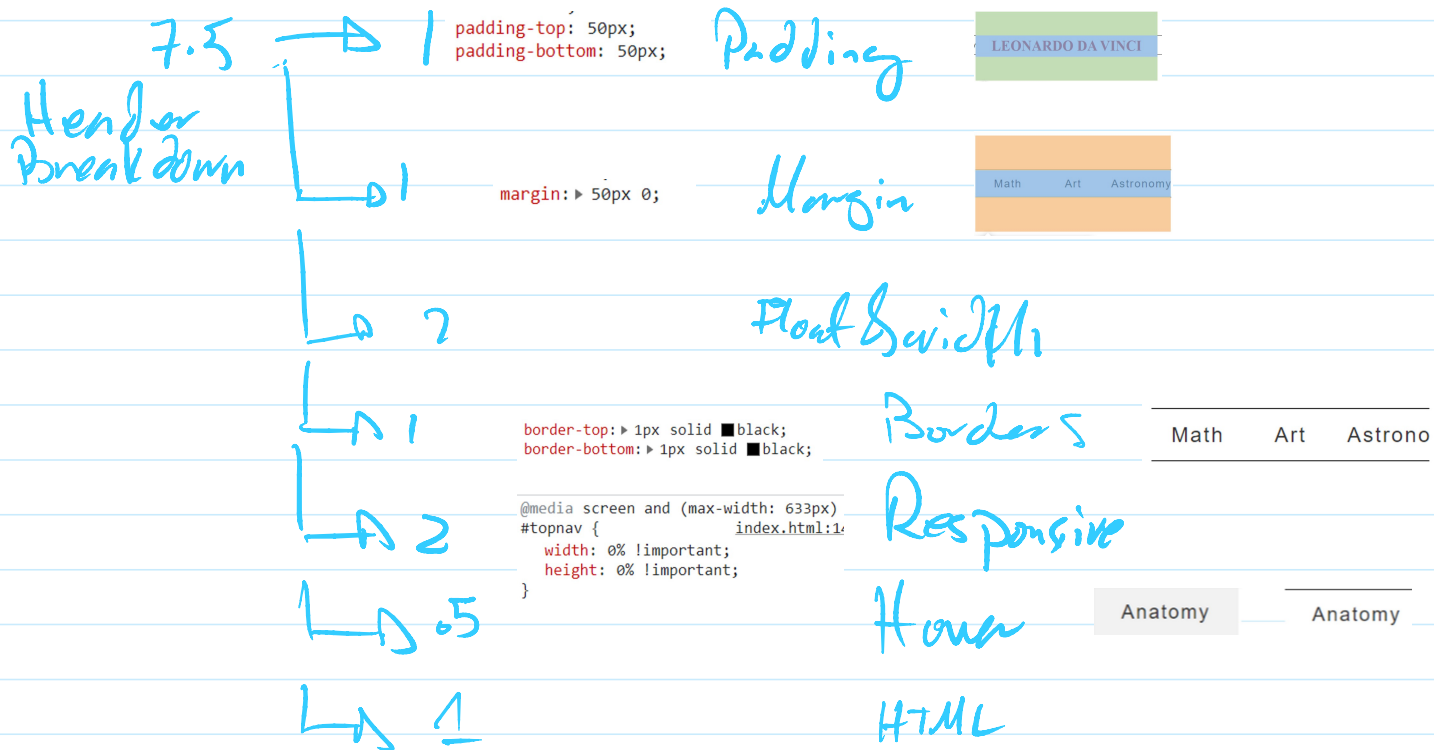 7.5 1 padding-top: 50px; Padding LEONARDO DA VINCI
padding-bottom: 50px;
Header
Breakdown
1 margin: ▶ 50px 0; Margin Math Art Astronomy
2 Float & width
1 border-top: ▶ 1px solid black; Borders Math Art Astrono
border-bottom: ▶ 1px solid black;
@media screen and (max-width: 633px)
#topnav { index.html:14
2 width: 0% !important; Responsive
height: 0% !important;
}
.5 Hover Anatomy Anatomy
1 HTML